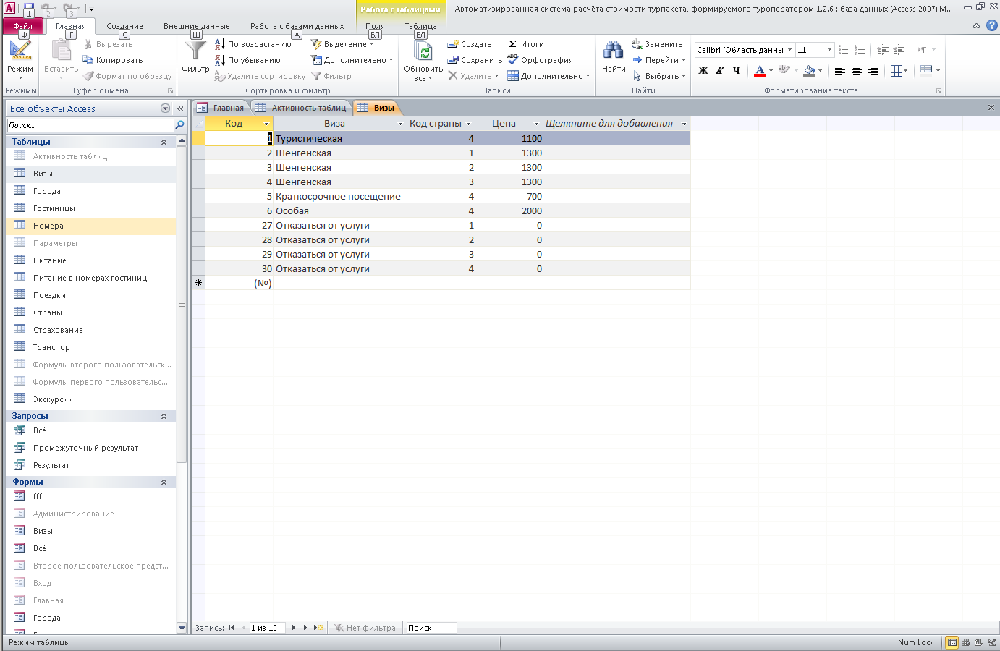 Работа с таблицами
Автоматизированная система расчёта стоимости турпакета, формируемого туроператором 1.2.6 : база данных (Access 2007) M...
1 2 3
Файл Главная Создание Внешние данные Работа с базами данных Поля Таблица
Ф Г С Ш А БЯ БЛ
Режим
Режимы
Вставить
Вырезать
Копировать
Формат по образцу
Буфер обмена
Фильтр
По возрастанию
По убыванию
Удалить сортировку
Выделение
Дополнительно
Фильтр
Сортировка и фильтр
Обновить
все
Создать
Сохранить
Удалить
Итоги
Орфография
Дополнительно
Записи
Найти
Заменить
Перейти
Выбрать
Найти
Calibri (Область данны: 11
Ж К Ч
Форматирование текста
Все объекты Access
Поиск...
Таблицы
Активность таблиц
Визы
Города
Гостиницы
Номера
Параметры
Питание
Питание в номерах гостиниц
Поездки
Страны
Страхование
Транспорт
Формулы второго пользовательск...
Формулы первого пользовательс...
Экскурсии
Запросы
Всё
Промежуточный результат
Результат
Формы
fff
Администрирование
Визы
Всё
Второе пользовательское предст...
Вход
Главная
Города
Главная Активность таблиц Визы
Код Виза Код страны Цена Щелкните для добавления
1 Туристическая 4 1100
2 Шенгенская 1 1300
3 Шенгенская 2 1300
4 Шенгенская 3 1300
5 Краткосрочное посещение 4 700
6 Особая 4 2000
27 Отказаться от услуги 1 0
28 Отказаться от услуги 2 0
29 Отказаться от услуги 3 0
30 Отказаться от услуги 4 0
(№)
Запись: 1 из 10 Нет фильтра Поиск
Режим таблицы
Num Lock